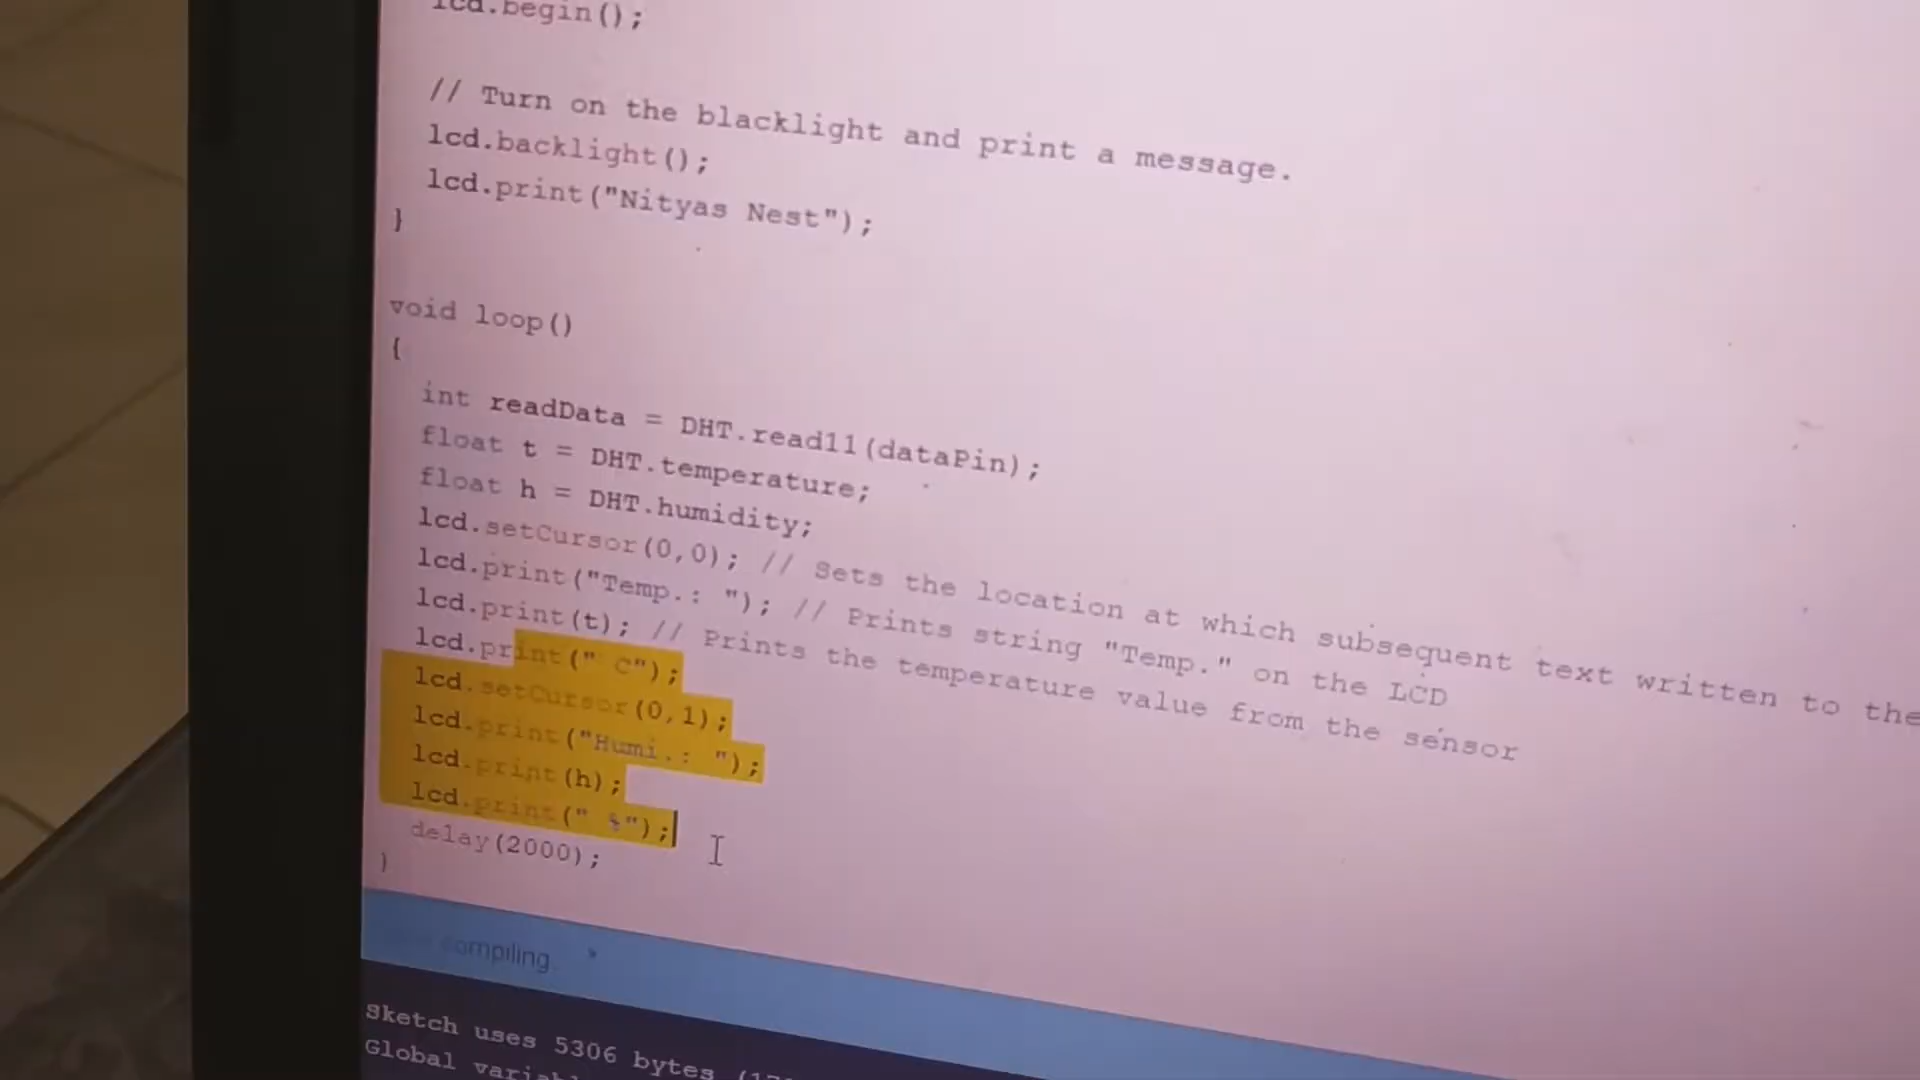 lcd.begin();
// Turn on the blacklight and print a message.
lcd.backlight();
lcd.print("Nityas Nest");
}
void loop()
{
int readData = DHT.read11(dataPin);
float t = DHT.temperature;
float h = DHT.humidity;
lcd.setCursor(0,0); // Sets the location at which subsequent text written to the
lcd.print("Temp.: "); // Prints string "Temp." on the LCD
lcd.print(t); // Prints the temperature value from the sensor
lcd.print(" C");
lcd.setCursor(0,1);
lcd.print("Humi.: ");
lcd.print(h);
lcd.print(" %");
delay(2000);
}
compiling.
Sketch uses 5306 bytes
Global